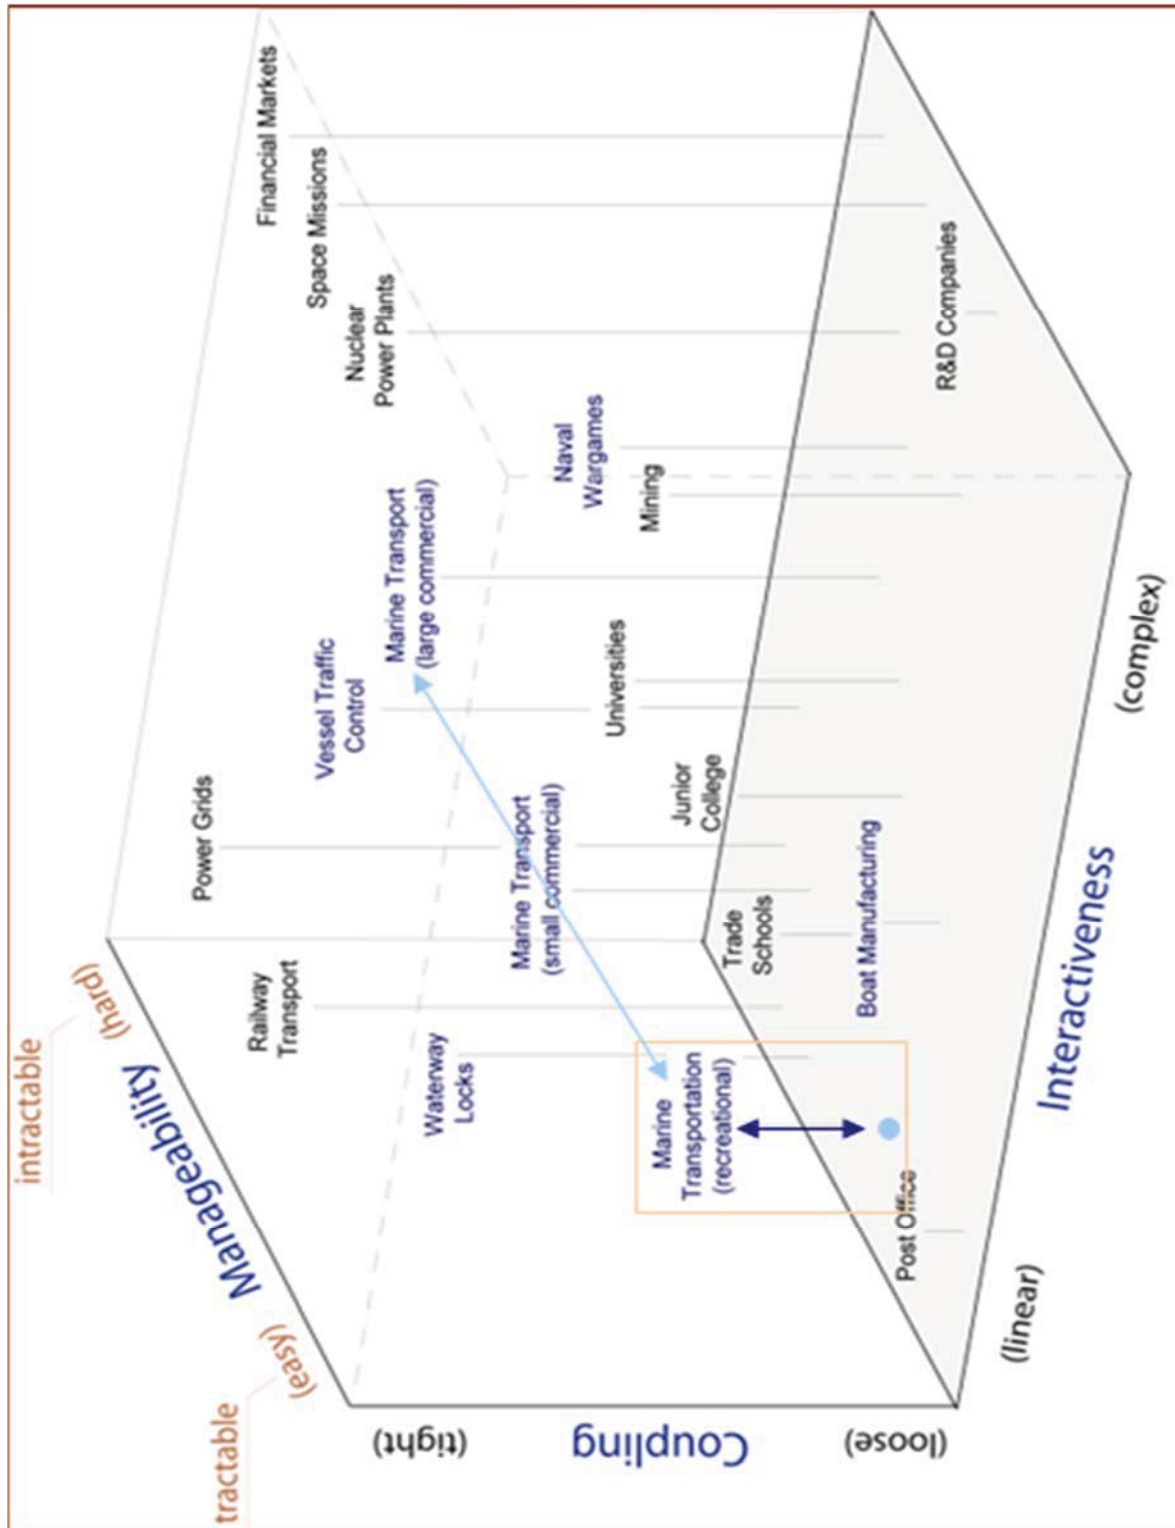 intractable
tractable
Manageability
(hard)
(easy)
(tight)
Coupling
(loose)
(linear)
Interactiveness
(complex)
Power Grids
Railway
Transport
Financial Markets
Space Missions
Nuclear
Power Plants
Vessel Traffic
Control
Marine Transport
(large commercial)
Waterway
Locks
Marine Transport
(small commercial)
Naval
Wargames
Mining
Universities
Junior
College
Marine
Transportation
(recreational)
Trade
Schools
Boat Manufacturing
Post Office
R&D Companies